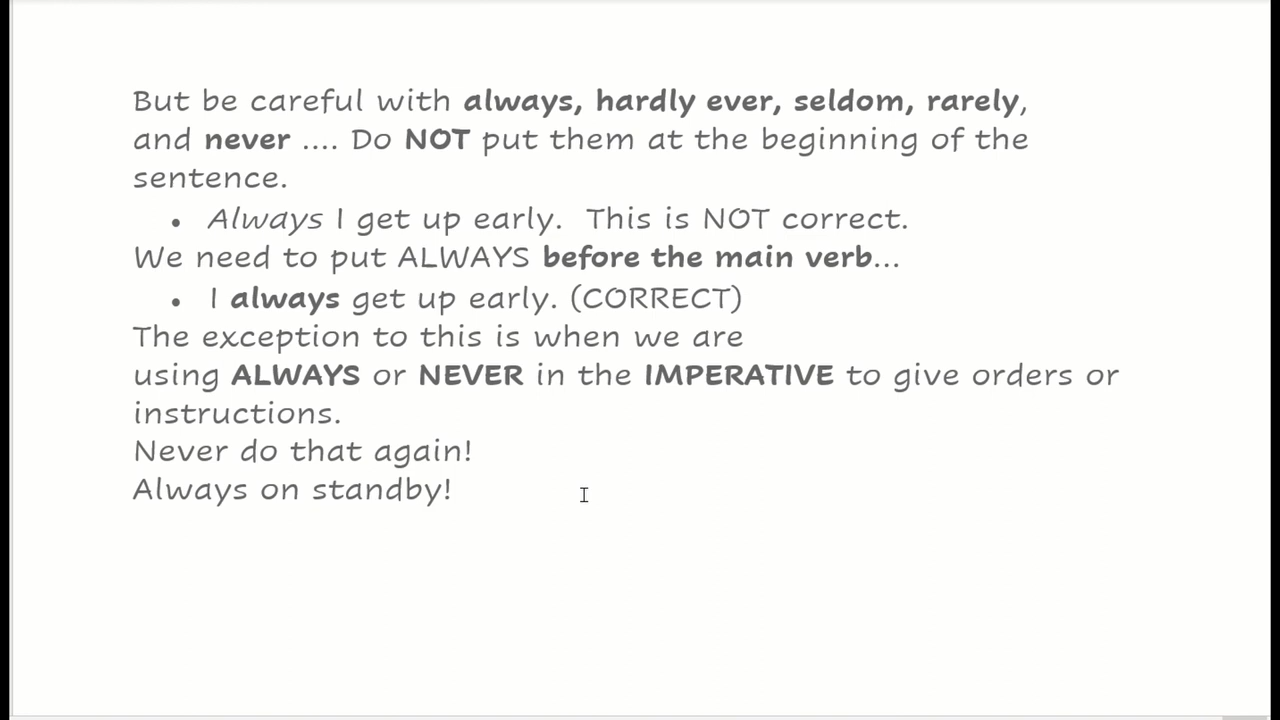 But be careful with always, hardly ever, seldom, rarely,
and never .... Do NOT put them at the beginning of the
sentence.
• Always I get up early.  This is NOT correct.
We need to put ALWAYS before the main verb...
• I always get up early. (CORRECT)
The exception to this is when we are
using ALWAYS or NEVER in the IMPERATIVE to give orders or
instructions.
Never do that again!
Always on standby!